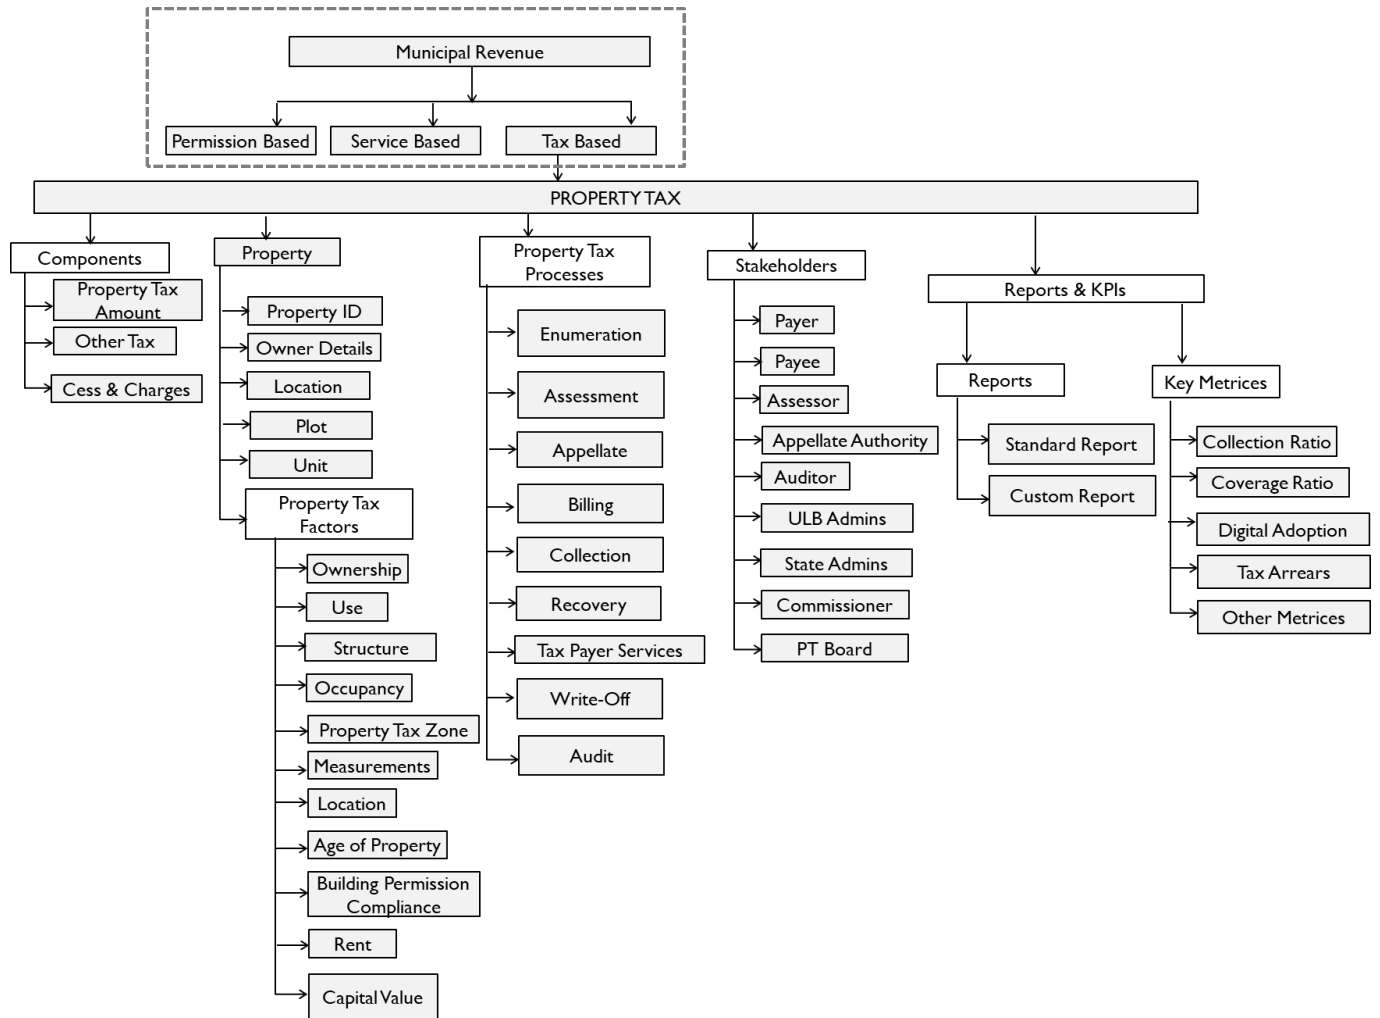 Municipal Revenue
Permission Based
Service Based
Tax Based
PROPERTY TAX
Components
Property Tax
Amount
Other Tax
Cess & Charges
Property
Property ID
Owner Details
Location
Plot
Unit
Property Tax
Factors
Ownership
Use
Structure
Occupancy
Property Tax Zone
Measurements
Location
Age of Property
Building Permission
Compliance
Rent
Capital Value
Property Tax
Processes
Enumeration
Assessment
Appellate
Billing
Collection
Recovery
Tax Payer Services
Write-Off
Audit
Stakeholders
Payer
Payee
Assessor
Appellate Authority
Auditor
ULB Admins
State Admins
Commissioner
PT Board
Reports & KPIs
Reports
Standard Report
Custom Report
Key Metrices
Collection Ratio
Coverage Ratio
Digital Adoption
Tax Arrears
Other Metrices